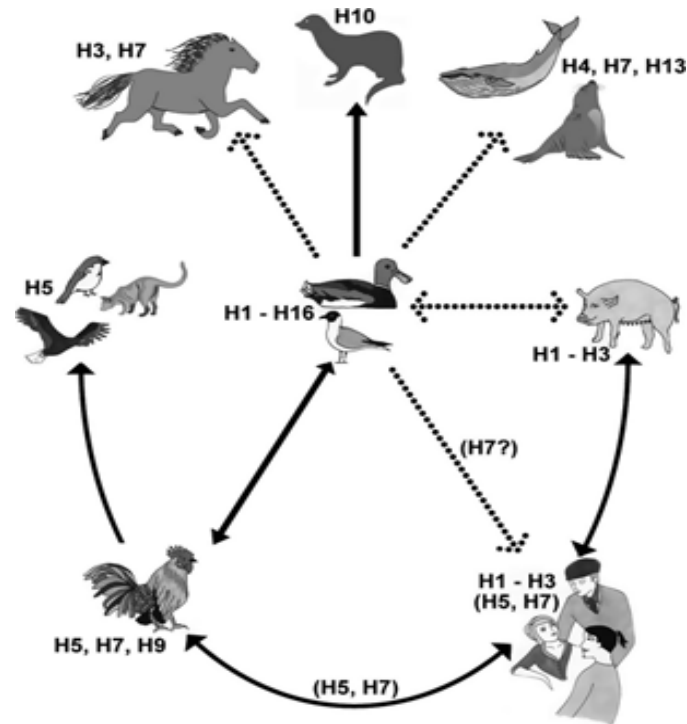 H10
H3, H7
H4, H7, H13
H5
H1 - H16
H1 - H3
(H7?)
H1 - H3
(H5, H7)
H5, H7, H9
(H5, H7)